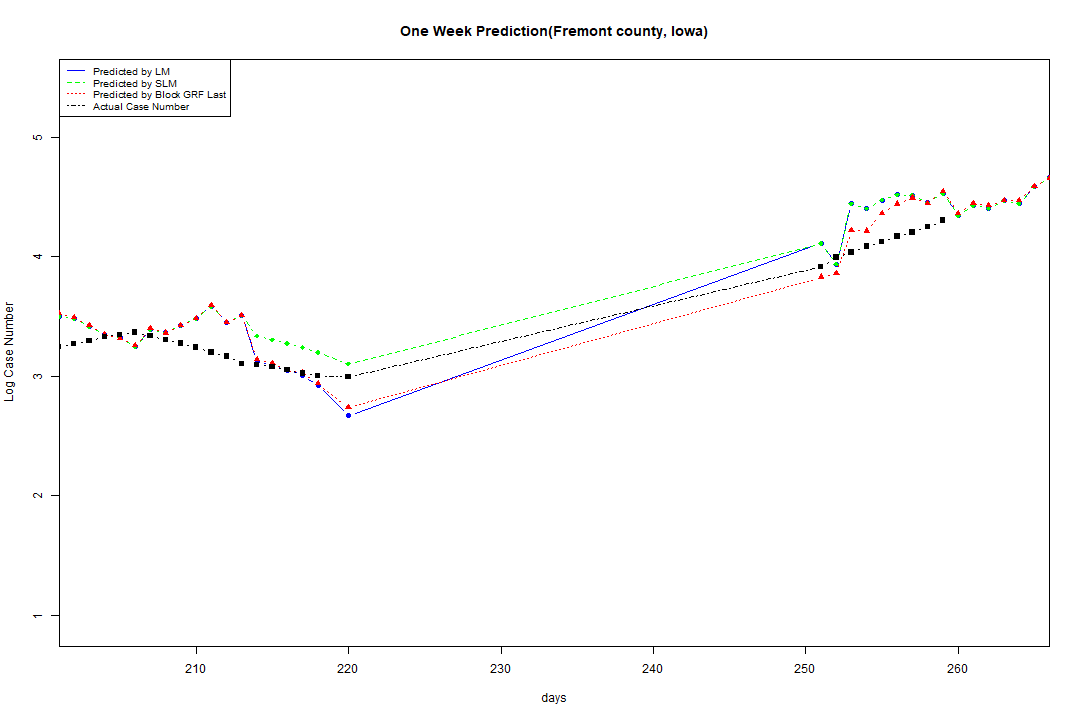 One Week Prediction(Fremont county, Iowa)
Predicted by LM
Predicted by SLM
Predicted by Block GRF Last
Actual Case Number
5
4
3
2
1
Log Case Number
210 220 230 240 250 260
days